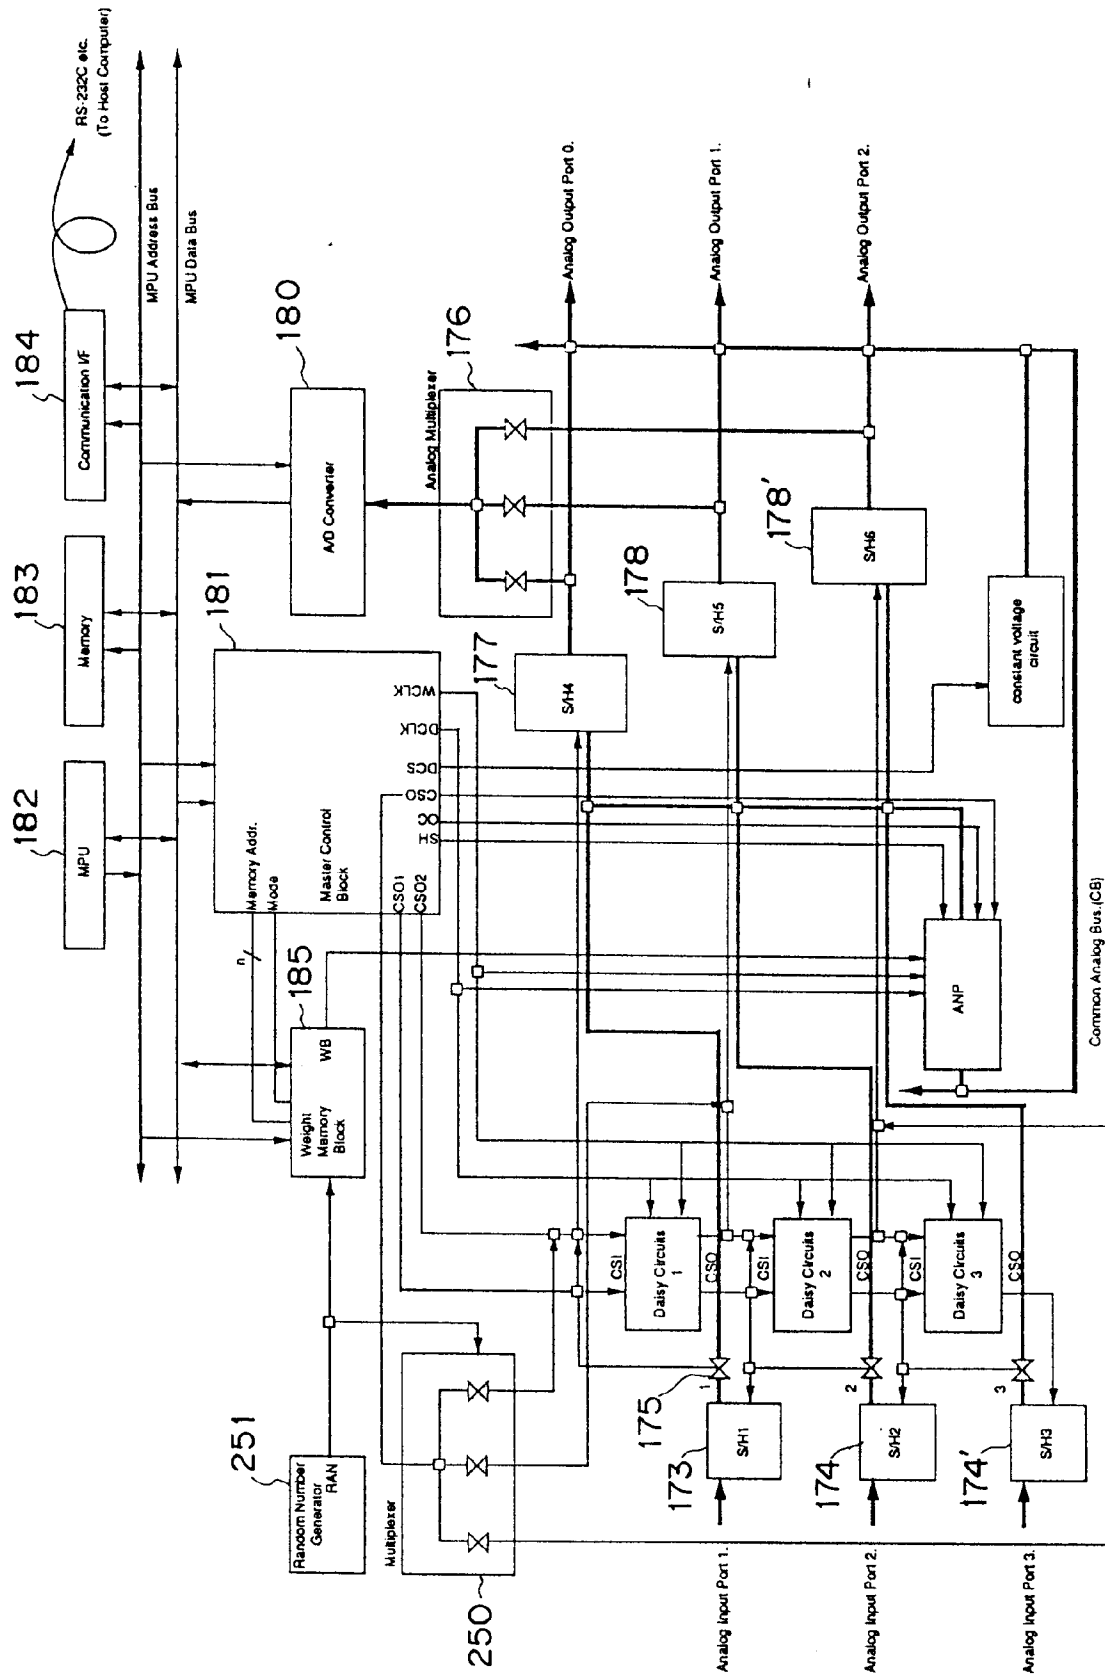 RS-232C etc.
(To Host Computer)
MPU Address Bus
MPU Data Bus
184
Communication I/F
183
Memory
182
MPU
180
A/D Converter
181
Memory Addr.
Mode
Master Control
Block
CSO1
CSO2
SH
OC
CSO
DCS
DCLK
WCLK
n
185
WB
Weight
Memory
Block
251
Random Number
Generator
RAN
Multiplexer
250
Analog Multiplexer
176
Analog Output Port 0.
Analog Output Port 1.
Analog Output Port 2.
177
S/H4
178
S/H5
178'
S/H6
constant voltage
circuit
ANP
Common Analog Bus.(CB)
CSI
Daisy Circuits
1
CSO
CSI
Daisy Circuits
2
CSO
CSI
Daisy Circuits
3
CSO
175
1
2
3
173
S/H1
174
S/H2
174'
S/H3
Analog Input Port 1.
Analog Input Port 2.
Analog Input Port 3.